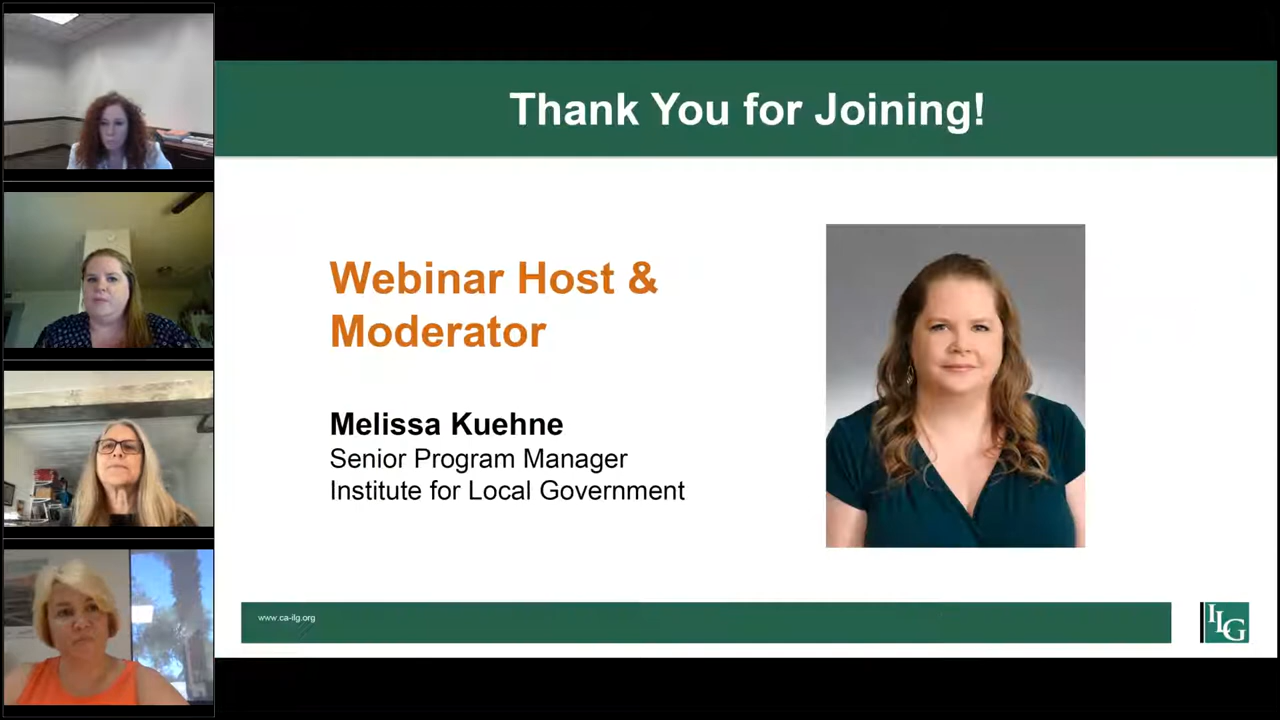 Thank You for Joining!
Webinar Host &
Moderator
Melissa Kuehne
Senior Program Manager
Institute for Local Government
www.ca-ilg.org
ILG